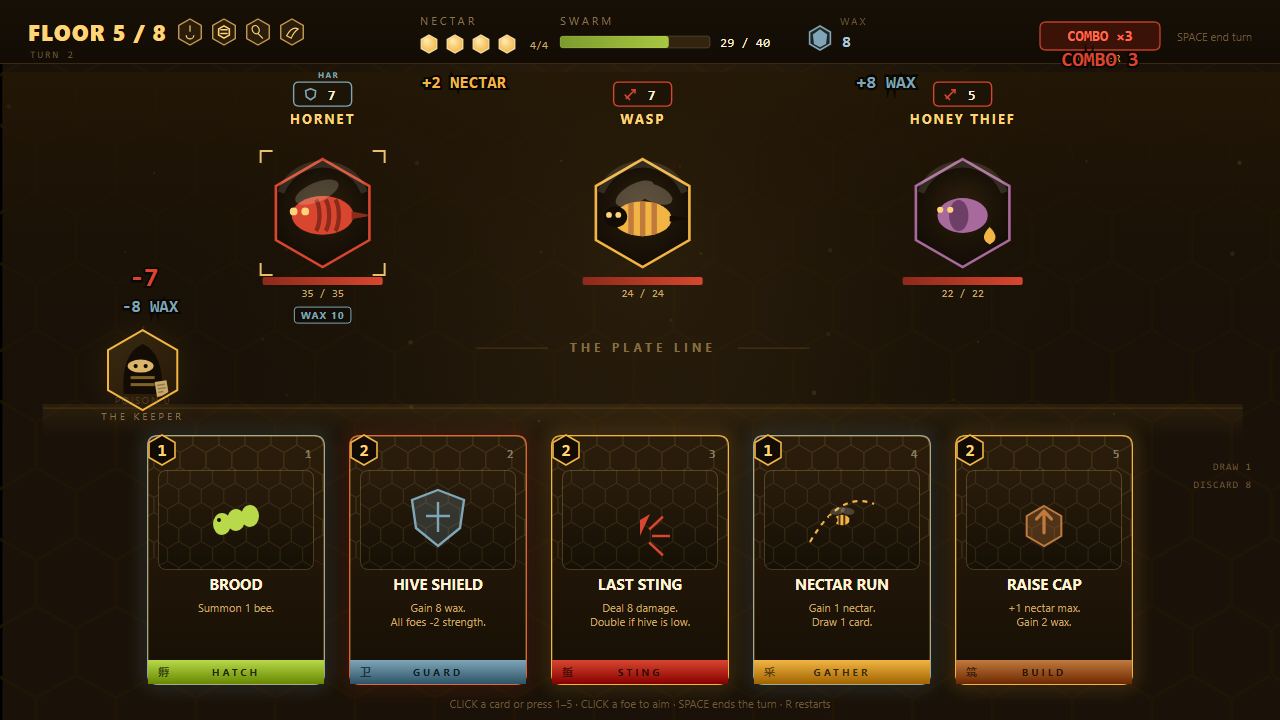 FLOOR 5 / 8
TURN 2
NECTAR
4/4
SWARM
29 / 40
WAX
8
COMBO ×3
COMBO 3
SPACE end turn
+2 NECTAR
+8 WAX
HAR
7
HORNET
35 / 35
WAX 10
7
WASP
24 / 24
5
HONEY THIEF
22 / 22
-7
-8 WAX
THE KEEPER
THE PLATE LINE
DRAW 1
DISCARD 8
1
1
BROOD
Summon 1 bee.
孵 HATCH
2
2
HIVE SHIELD
Gain 8 wax.
All foes -2 strength.
卫 GUARD
2
3
LAST STING
Deal 8 damage.
Double if hive is low.
STING
1
4
NECTAR RUN
Gain 1 nectar.
Draw 1 card.
采 GATHER
2
5
RAISE CAP
+1 nectar max.
Gain 2 wax.
筑 BUILD
CLICK a card or press 1–5 · CLICK a foe to aim · SPACE ends the turn · R restarts